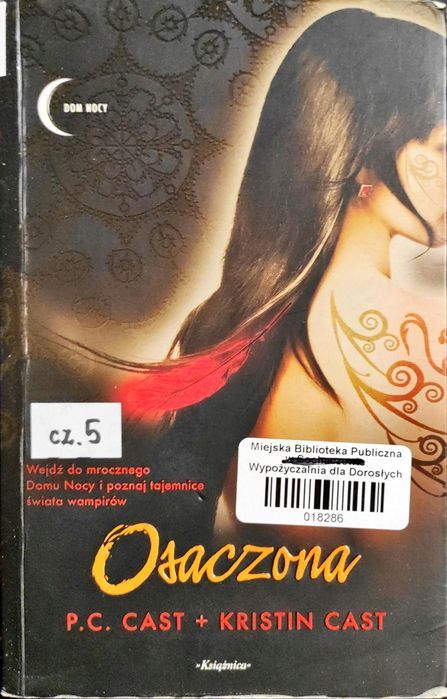 DOM NOCY
cz. 5
Miejska Biblioteka Publiczna
Wypożyczalnia dla Dorosłych
018286
Wejdź do mrocznego
Domu Nocy i poznaj tajemnice
świata wampirów
Osaczona
P.C. CAST + KRISTIN CAST
»Książnica«